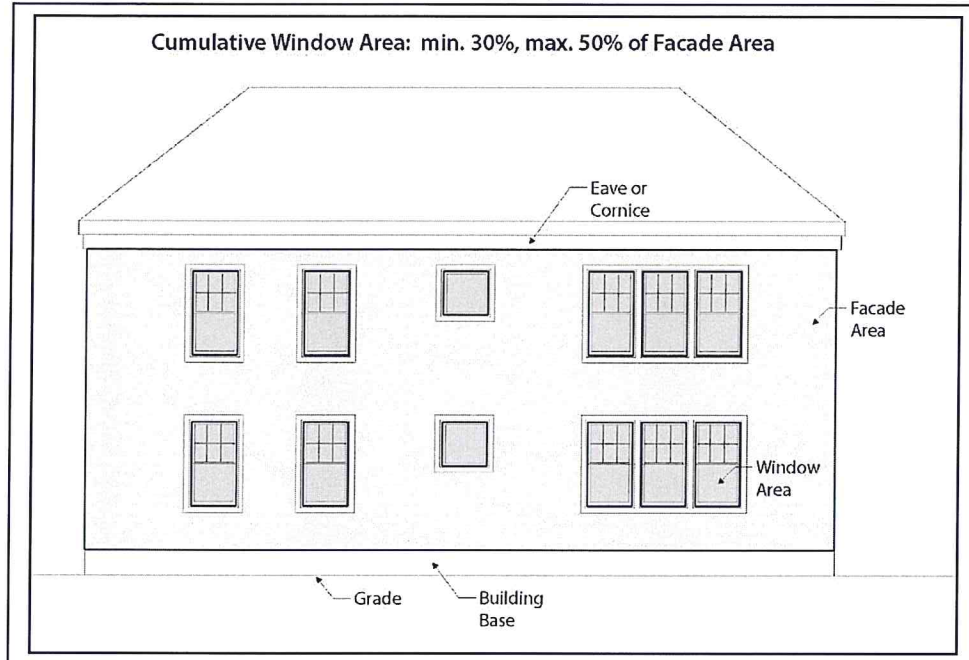 Cumulative Window Area: min. 30%, max. 50% of Facade Area
Eave or
Cornice
Facade
Area
Window
Area
Grade
Building
Base